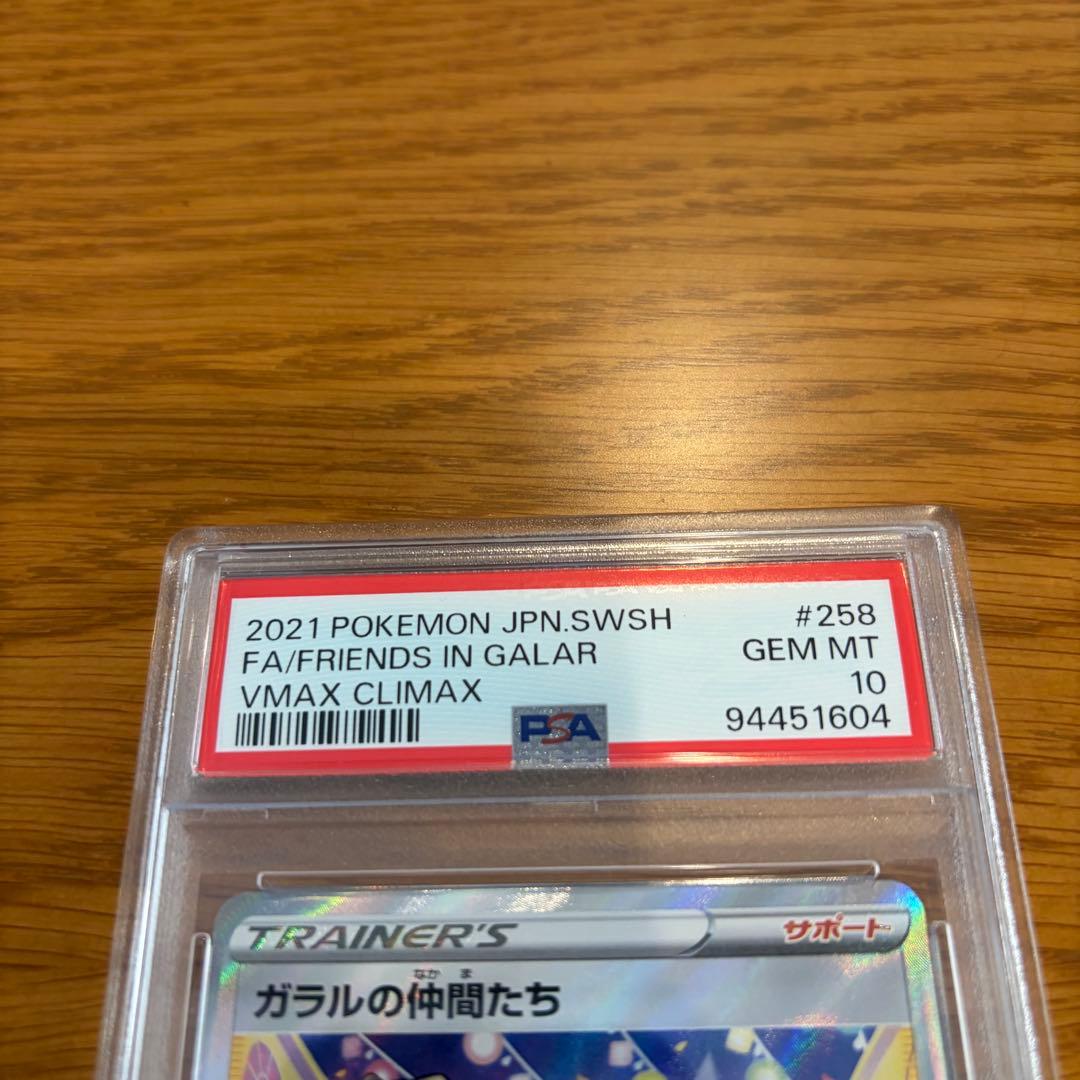 2021 POKEMON JPN.SWSH #258
FA/FRIENDS IN GALAR GEM MT
VMAX CLIMAX 10
PSA 94451604
TRAINER'S サポート
なか ま
ガラルの仲間たち